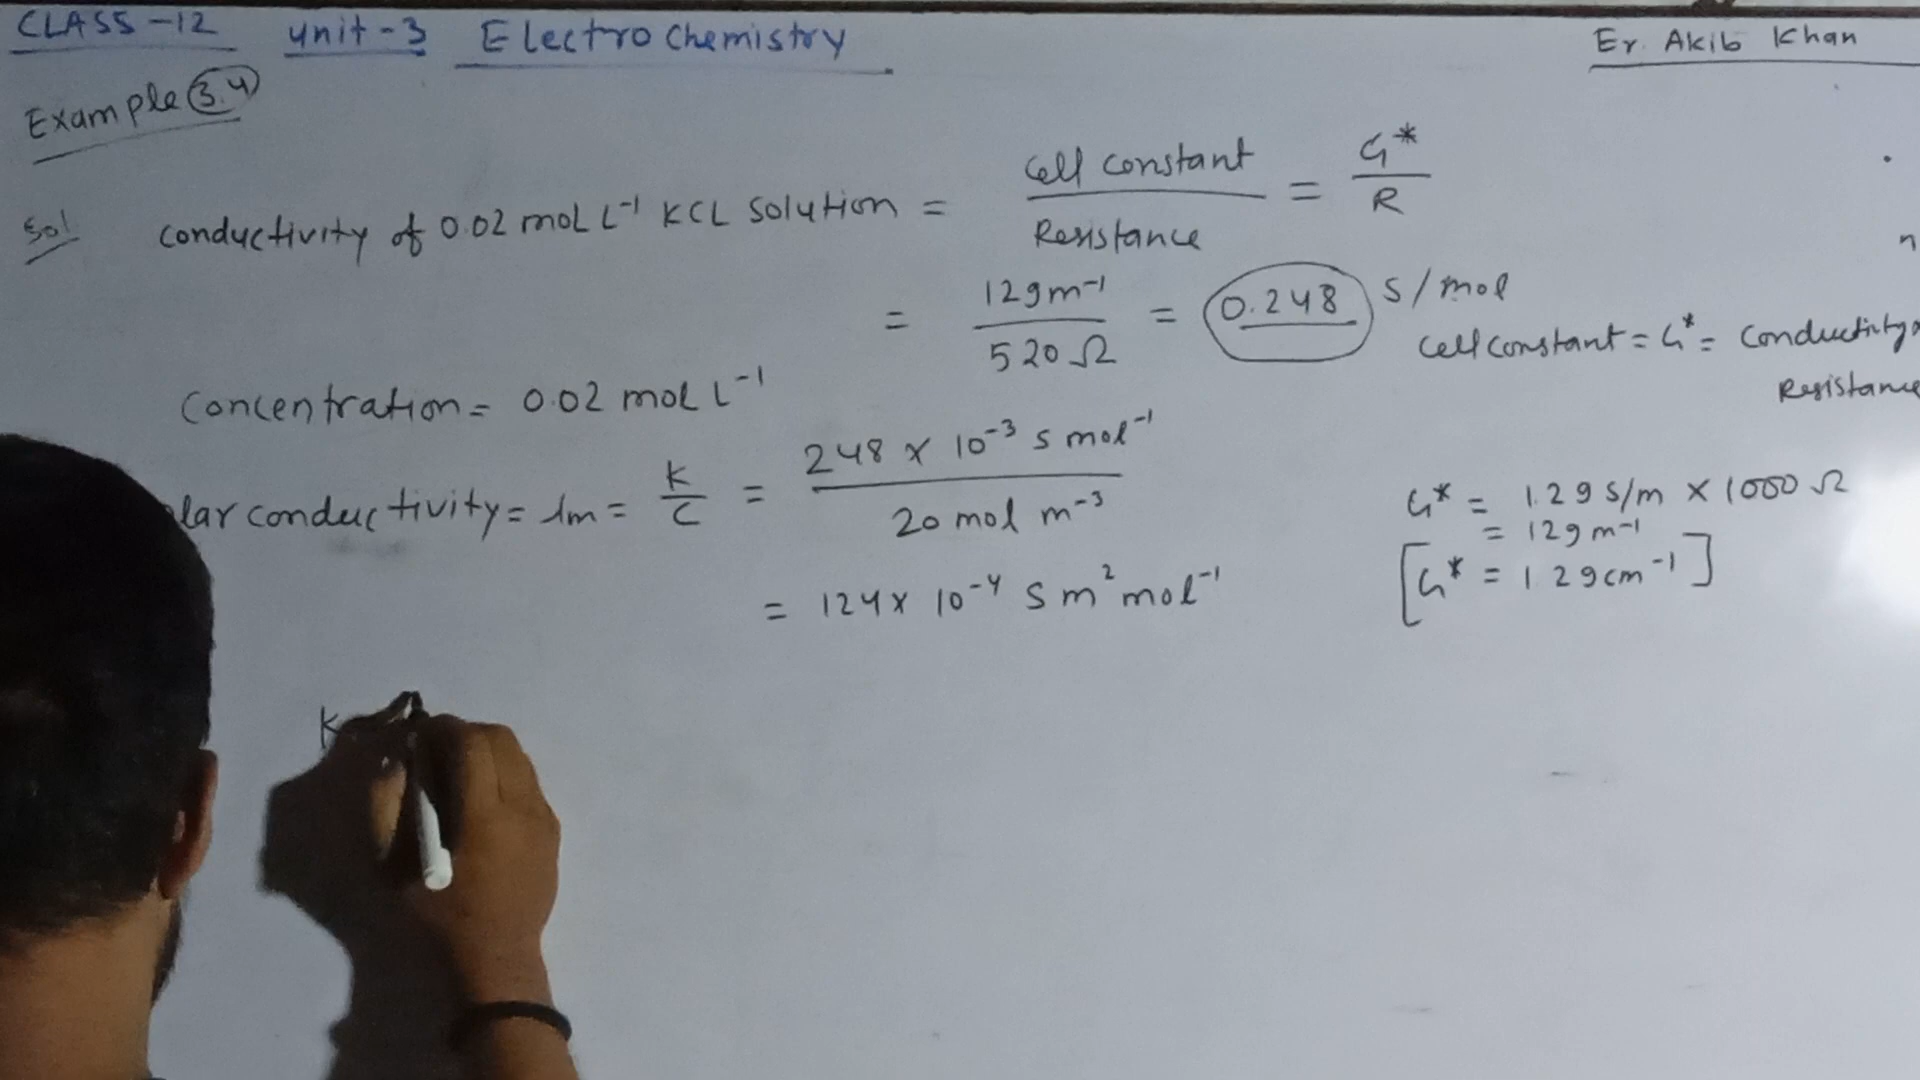 CLASS-12 unit-3 Electro Chemistry Er. Akib Khan
Example 3.4
Sol conductivity of 0.02 mol L⁻¹ KCL Solution = Cell constant / Resistance = G* / R
= 129 m⁻¹ / 520 Ω = 0.248 S/mol
Cell constant = G* = Conductivity
Resistance
Concentration = 0.02 mol L⁻¹
lar conductivity = λm = K / C = 248 x 10⁻³ S mol⁻¹ / 20 mol m⁻³
= 124 x 10⁻⁴ S m² mol⁻¹
G* = 1.29 S/m × 1000 Ω
= 129 m⁻¹
[G* = 1.29 cm⁻¹]
K